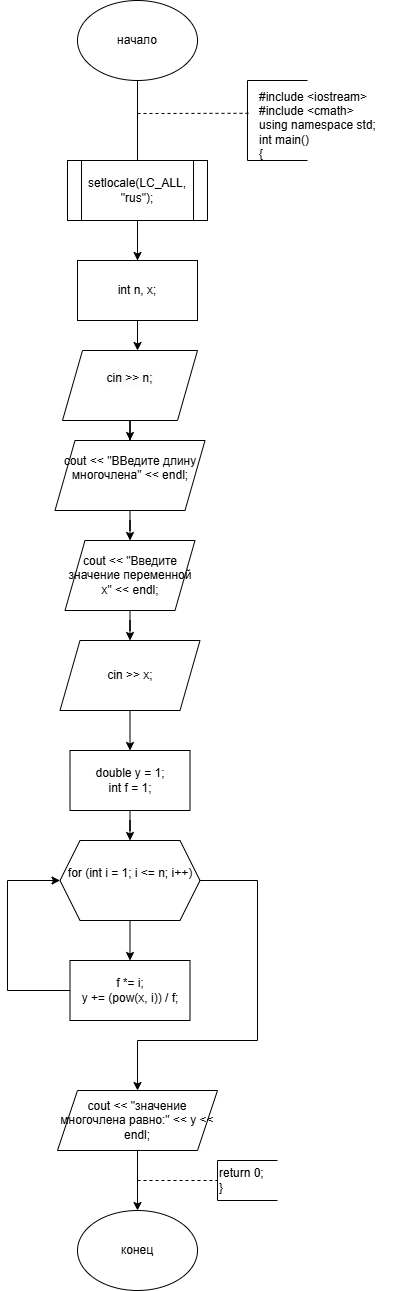 начало
#include <iostream>
#include <cmath>
using namespace std;
int main()
{
setlocale(LC_ALL,
"rus");
int n, x;
cin >> n;
cout << "ВВедите длину
многочлена" << endl;
cout << "Введите
значение переменной
x" << endl;
cin >> x;
double y = 1;
int f = 1;
for (int i = 1; i <= n; i++)
f *= i;
y += (pow(x, i)) / f;
cout << "значение
многочлена равно:" << y <<
endl;
return 0;
}
конец